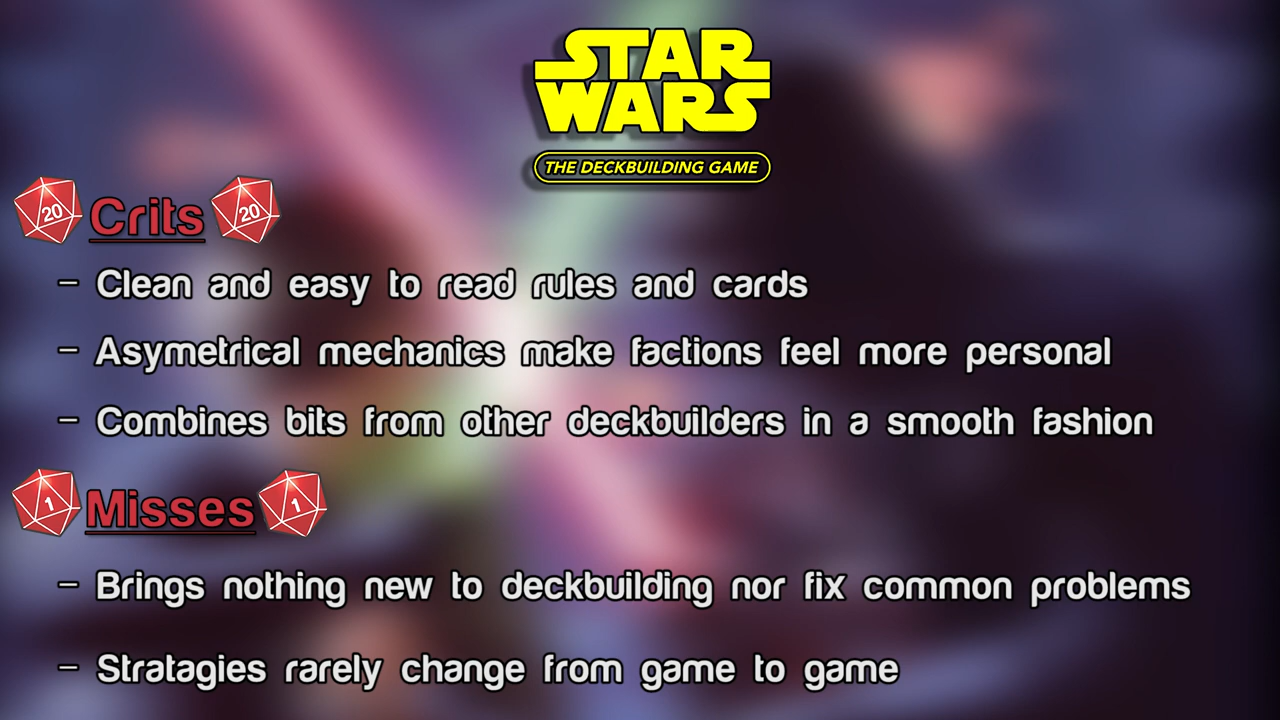 STAR
WARS
THE DECKBUILDING GAME
20 Crits 20
– Clean and easy to read rules and cards
– Asymetrical mechanics make factions feel more personal
– Combines bits from other deckbuilders in a smooth fashion
1 Misses 1
– Brings nothing new to deckbuilding nor fix common problems
– Stratagies rarely change from game to game